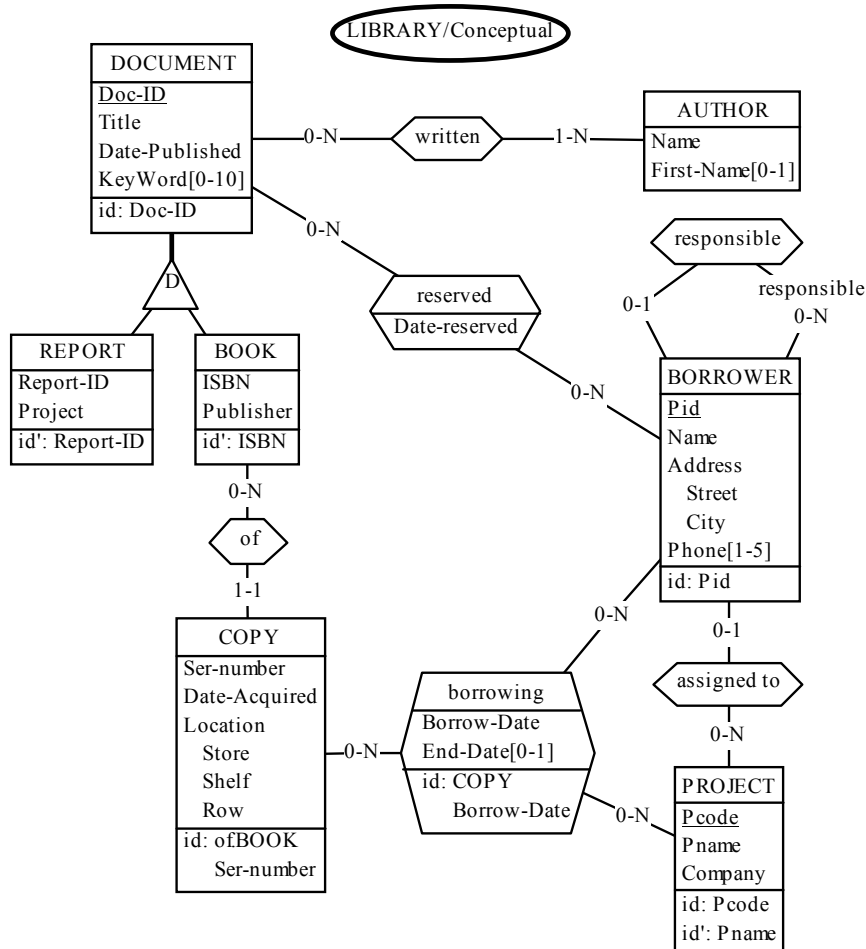 LIBRARY/Conceptual
DOCUMENT
Doc-ID
Title
Date-Published
KeyWord[0-10]
id: Doc-ID
0-N
written
1-N
AUTHOR
Name
First-Name[0-1]
0-N
reserved
Date-reserved
0-N
responsible
0-1
responsible
0-N
D
REPORT
Report-ID
Project
id': Report-ID
BOOK
ISBN
Publisher
id': ISBN
BORROWER
Pid
Name
Address
Street
City
Phone[1-5]
id: Pid
0-N
of
1-1
COPY
Ser-number
Date-Acquired
Location
Store
Shelf
Row
id: of.BOOK
Ser-number
0-N
borrowing
Borrow-Date
End-Date[0-1]
id: COPY
Borrow-Date
0-N
0-N
0-1
assigned to
0-N
PROJECT
Pcode
Pname
Company
id: Pcode
id': Pname